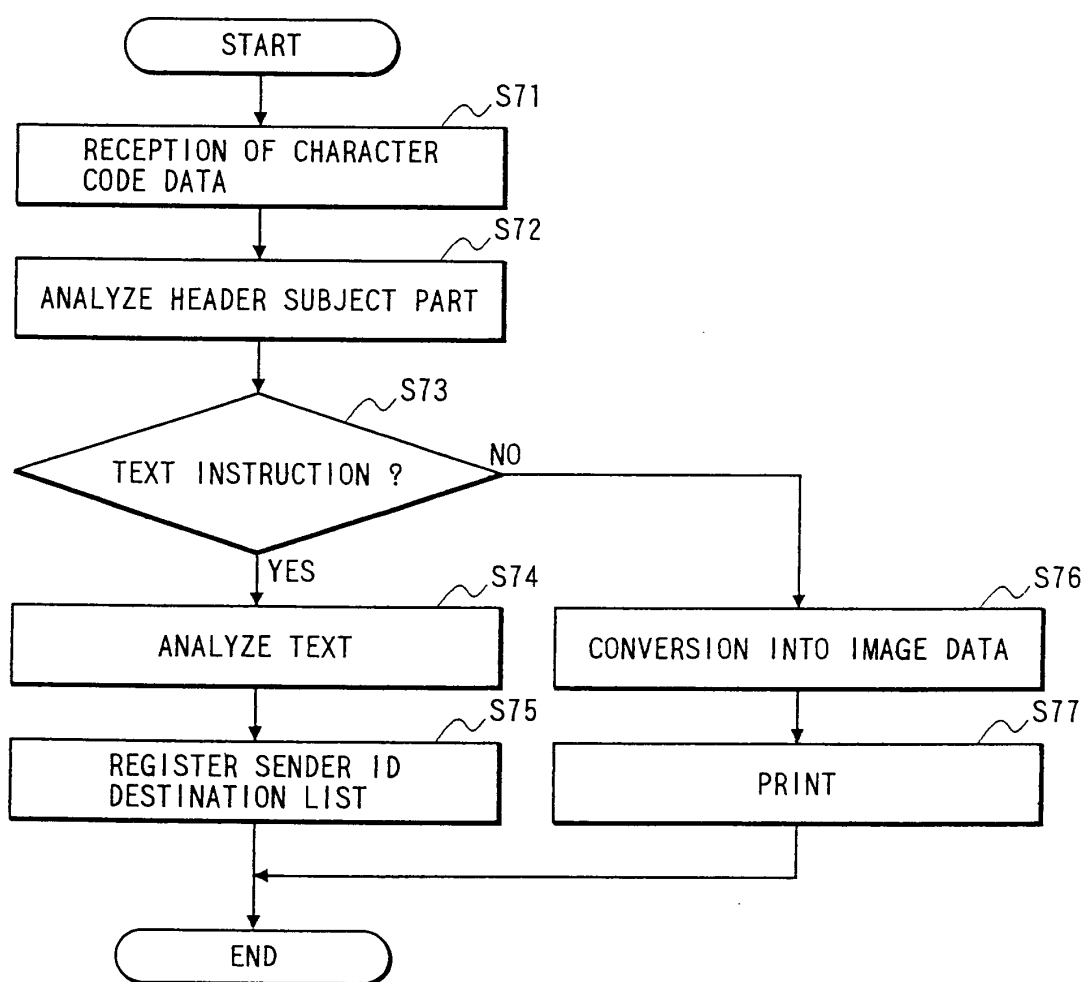 START
S71
RECEPTION OF CHARACTER
CODE DATA
S72
ANALYZE HEADER SUBJECT PART
S73
TEXT INSTRUCTION ?
NO
YES
S74
ANALYZE TEXT
S75
REGISTER SENDER ID
DESTINATION LIST
S76
CONVERSION INTO IMAGE DATA
S77
PRINT
END